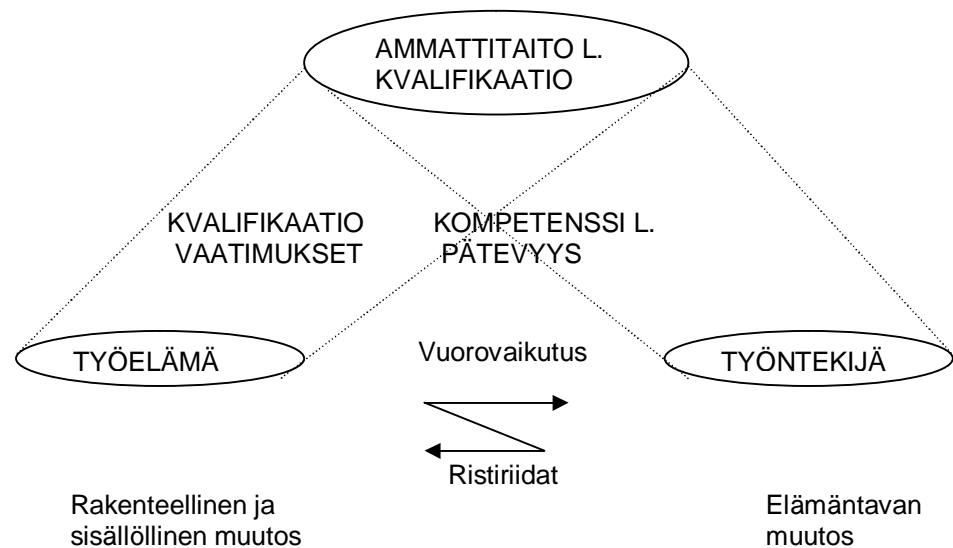 AMMATTITAITO L.
KVALIFIKAATIO
KVALIFIKAATIO
VAATIMUKSET
KOMPETENSSI L.
PÄTEVYYS
TYÖELÄMÄ
Vuorovaikutus
TYÖNTEKIJÄ
Ristiriidat
Rakenteellinen ja
sisällöllinen muutos
Elämäntavan
muutos